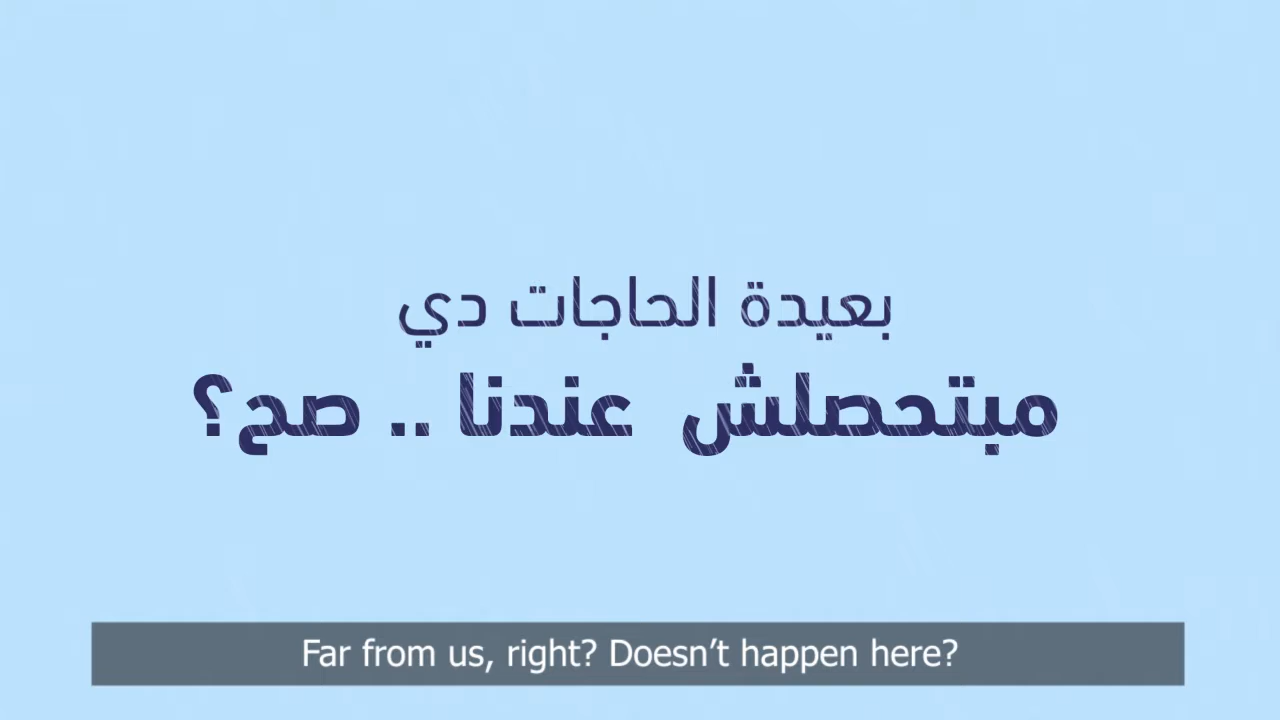 بعيدة الحاجات دي
مبتحصلش عندنا .. صح؟
Far from us, right? Doesn't happen here?